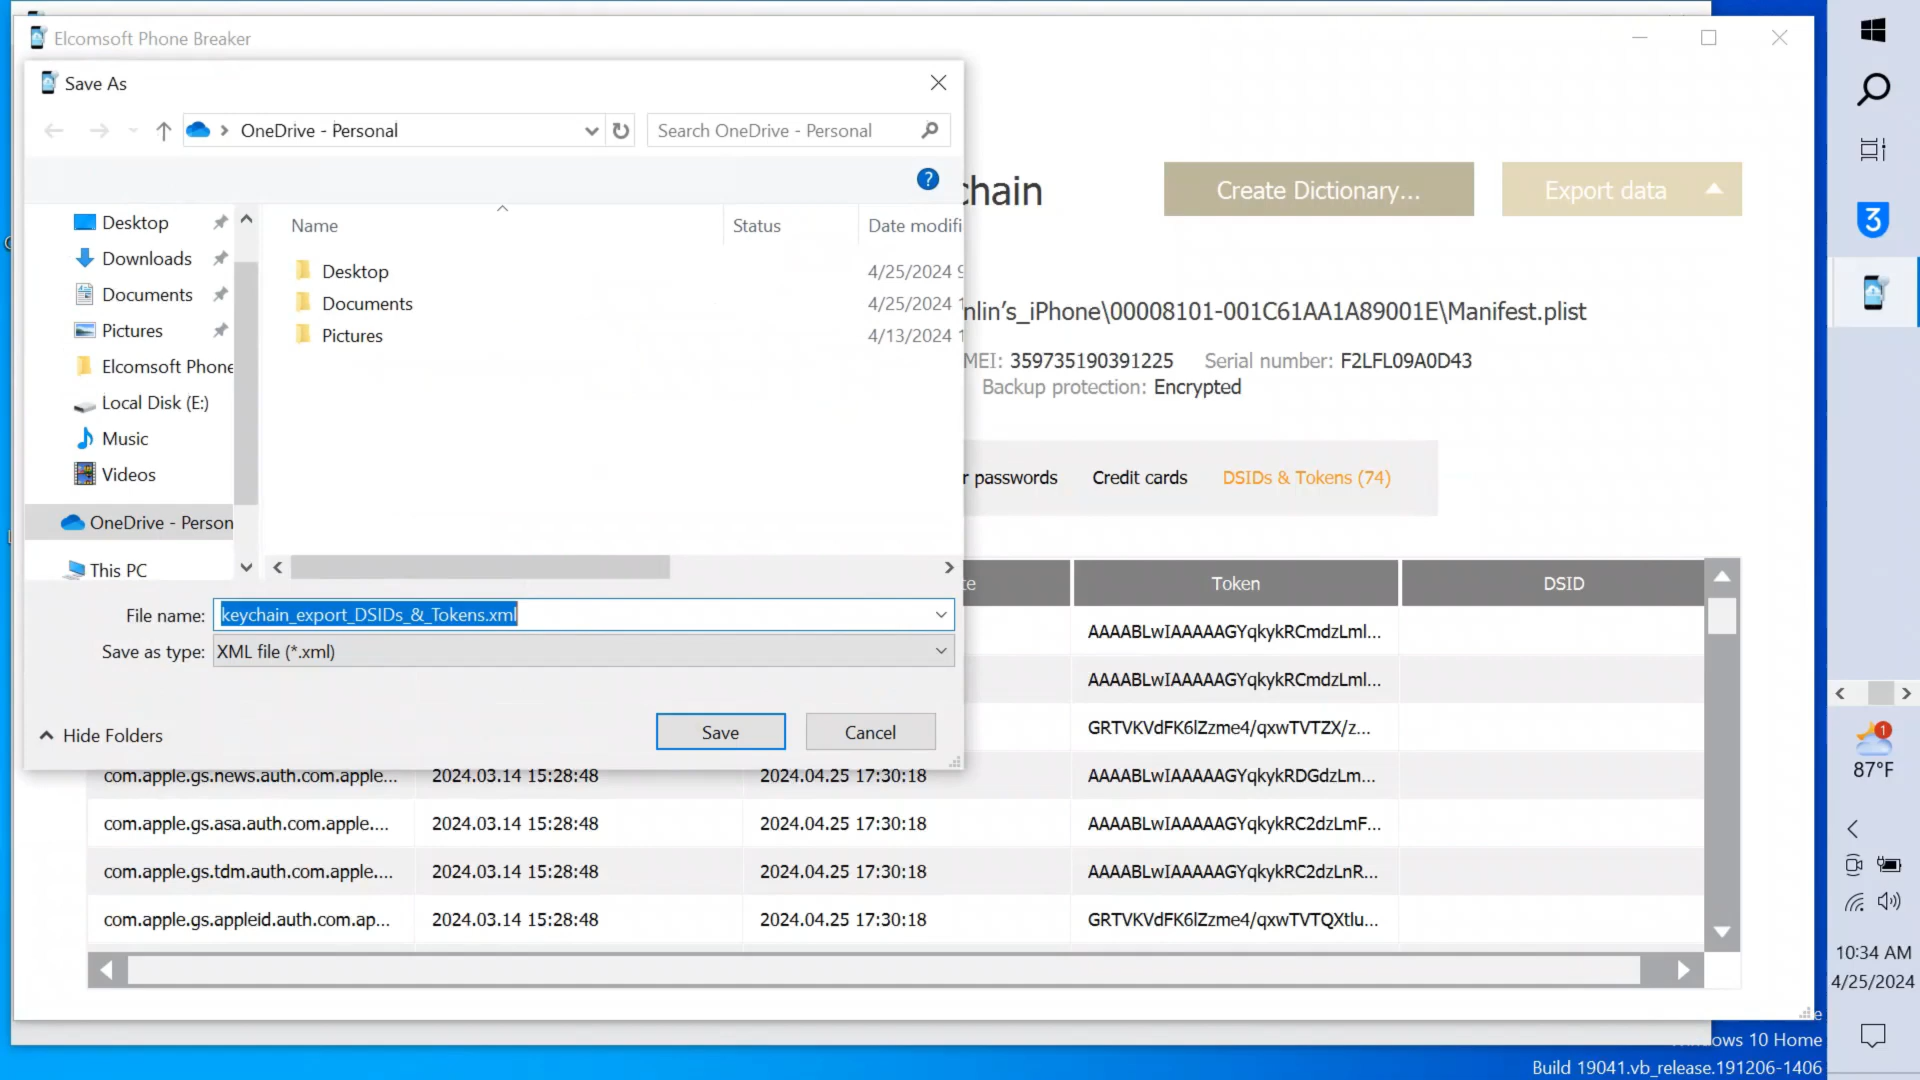 Elcomsoft Phone Breaker
Save As
OneDrive - Personal
Search OneDrive - Personal
?
chain
Create Dictionary...
Export data
Name
Status
Date modifi
Desktop
Downloads
Documents
Pictures
Elcomsoft Phone
Local Disk (E:)
Music
Videos
OneDrive - Person
This PC
Desktop 4/25/2024 9
Documents 4/25/2024 1
Pictures 4/13/2024 1
nlin’s_iPhone\00008101-001C61AA1A89001E\Manifest.plist
MEI: 359735190391225 Serial number: F2LFL09A0D43
Backup protection: Encrypted
r passwords Credit cards DSIDs & Tokens (74)
te Token DSID
File name: keychain_export_DSIDs_&_Tokens.xml
Save as type: XML file (*.xml)
Hide Folders
Save
Cancel
AAAABLwIAAAAAGYqkykRCmdzLml...
AAAABLwIAAAAAGYqkykRCmdzLml...
GRTVKVdFK6lZzme4/qxwTVTZX/z...
com.apple.gs.news.auth.com.apple... 2024.03.14 15:28:48 2024.04.25 17:30:18 AAAABLwIAAAAAGYqkykRDGdzLm...
com.apple.gs.asa.auth.com.apple.... 2024.03.14 15:28:48 2024.04.25 17:30:18 AAAABLwIAAAAAGYqkykRC2dzLmF...
com.apple.gs.tdm.auth.com.apple.... 2024.03.14 15:28:48 2024.04.25 17:30:18 AAAABLwIAAAAAGYqkykRC2dzLnR...
com.apple.gs.appleid.auth.com.ap... 2024.03.14 15:28:48 2024.04.25 17:30:18 GRTVKVdFK6lZzme4/qxwTVTQXtlu...
3
1
87°F
10:34 AM
4/25/2024
ows 10 Home
Build 19041.vb_release.191206-1406